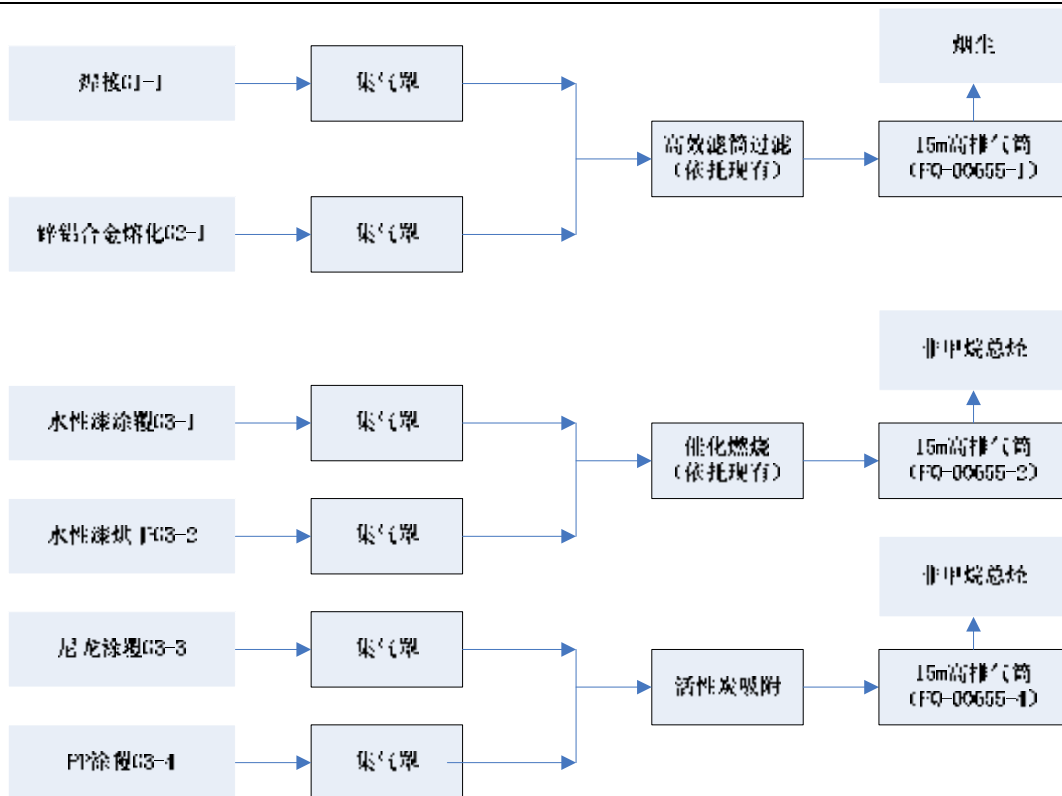 烟尘
焊接G1-1
集气罩
高效滤筒过滤
(依托现有)
15m高排气筒
(FQ-00655-1)
锌铝合金熔化G2-1
集气罩
非甲烷总烃
水性漆涂覆G3-1
集气罩
催化燃烧
(依托现有)
15m高排气筒
(FQ-00655-2)
水性漆烘干G3-2
集气罩
非甲烷总烃
尼龙涂塑G3-3
集气罩
活性炭吸附
15m高排气筒
(FQ-00655-4)
PP涂覆G3-4
集气罩